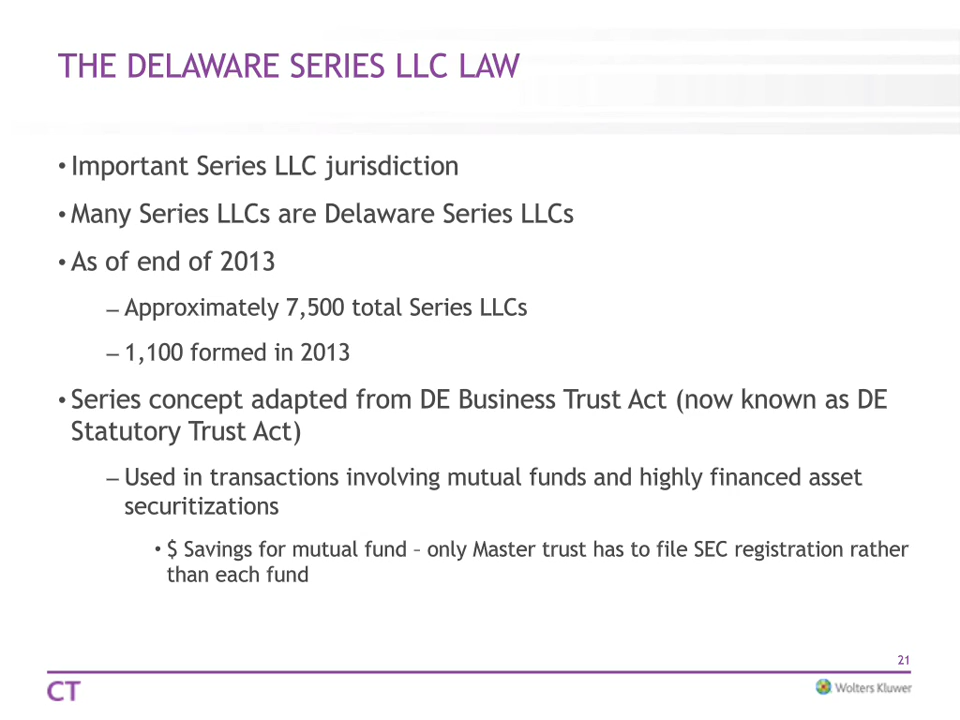 THE DELAWARE SERIES LLC LAW
• Important Series LLC jurisdiction
• Many Series LLCs are Delaware Series LLCs
• As of end of 2013
– Approximately 7,500 total Series LLCs
– 1,100 formed in 2013
• Series concept adapted from DE Business Trust Act (now known as DE
Statutory Trust Act)
– Used in transactions involving mutual funds and highly financed asset
securitizations
• $ Savings for mutual fund – only Master trust has to file SEC registration rather
than each fund
21
CT
Wolters Kluwer